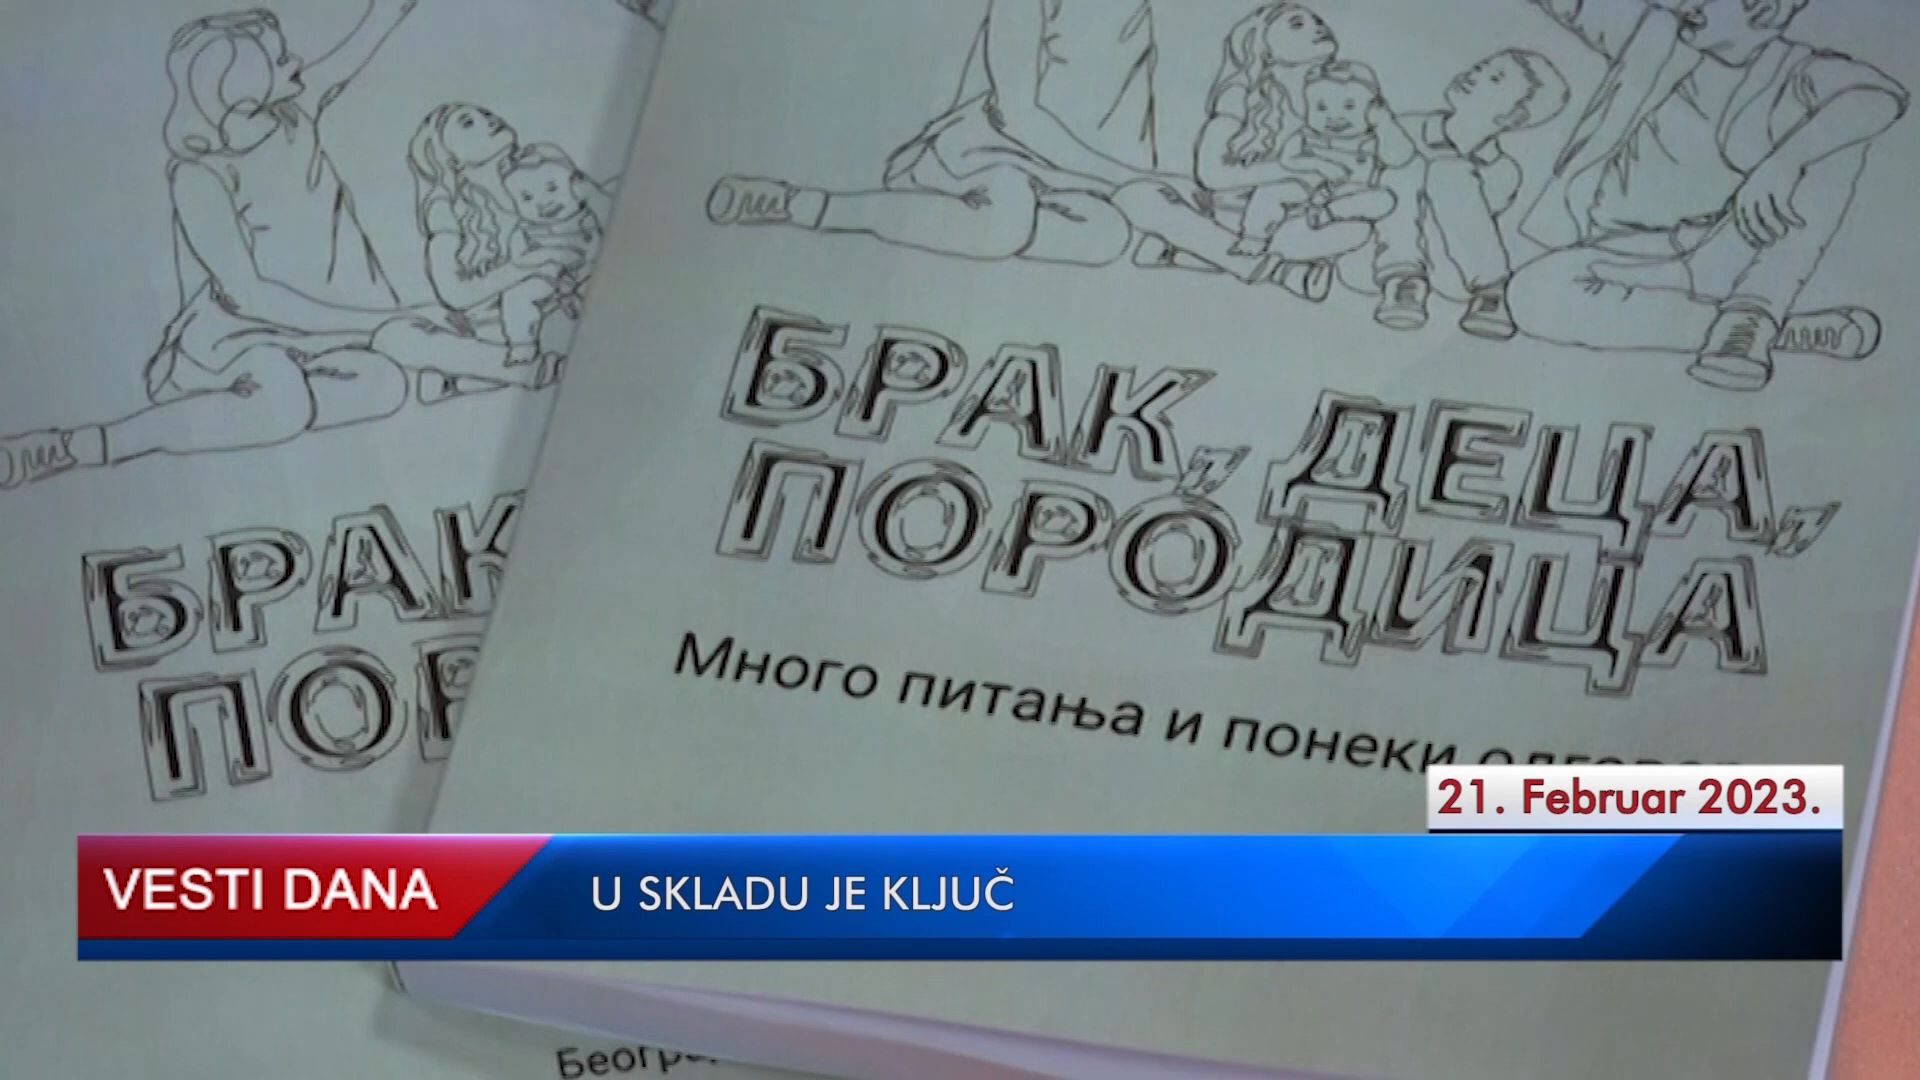 БРАК, ДЕЦА,
ПОРОДИЦА
Много питања и понеки
БРАК
ПОР
21. Februar 2023.
VESTI DANA
U SKLADU JE KLJUČ